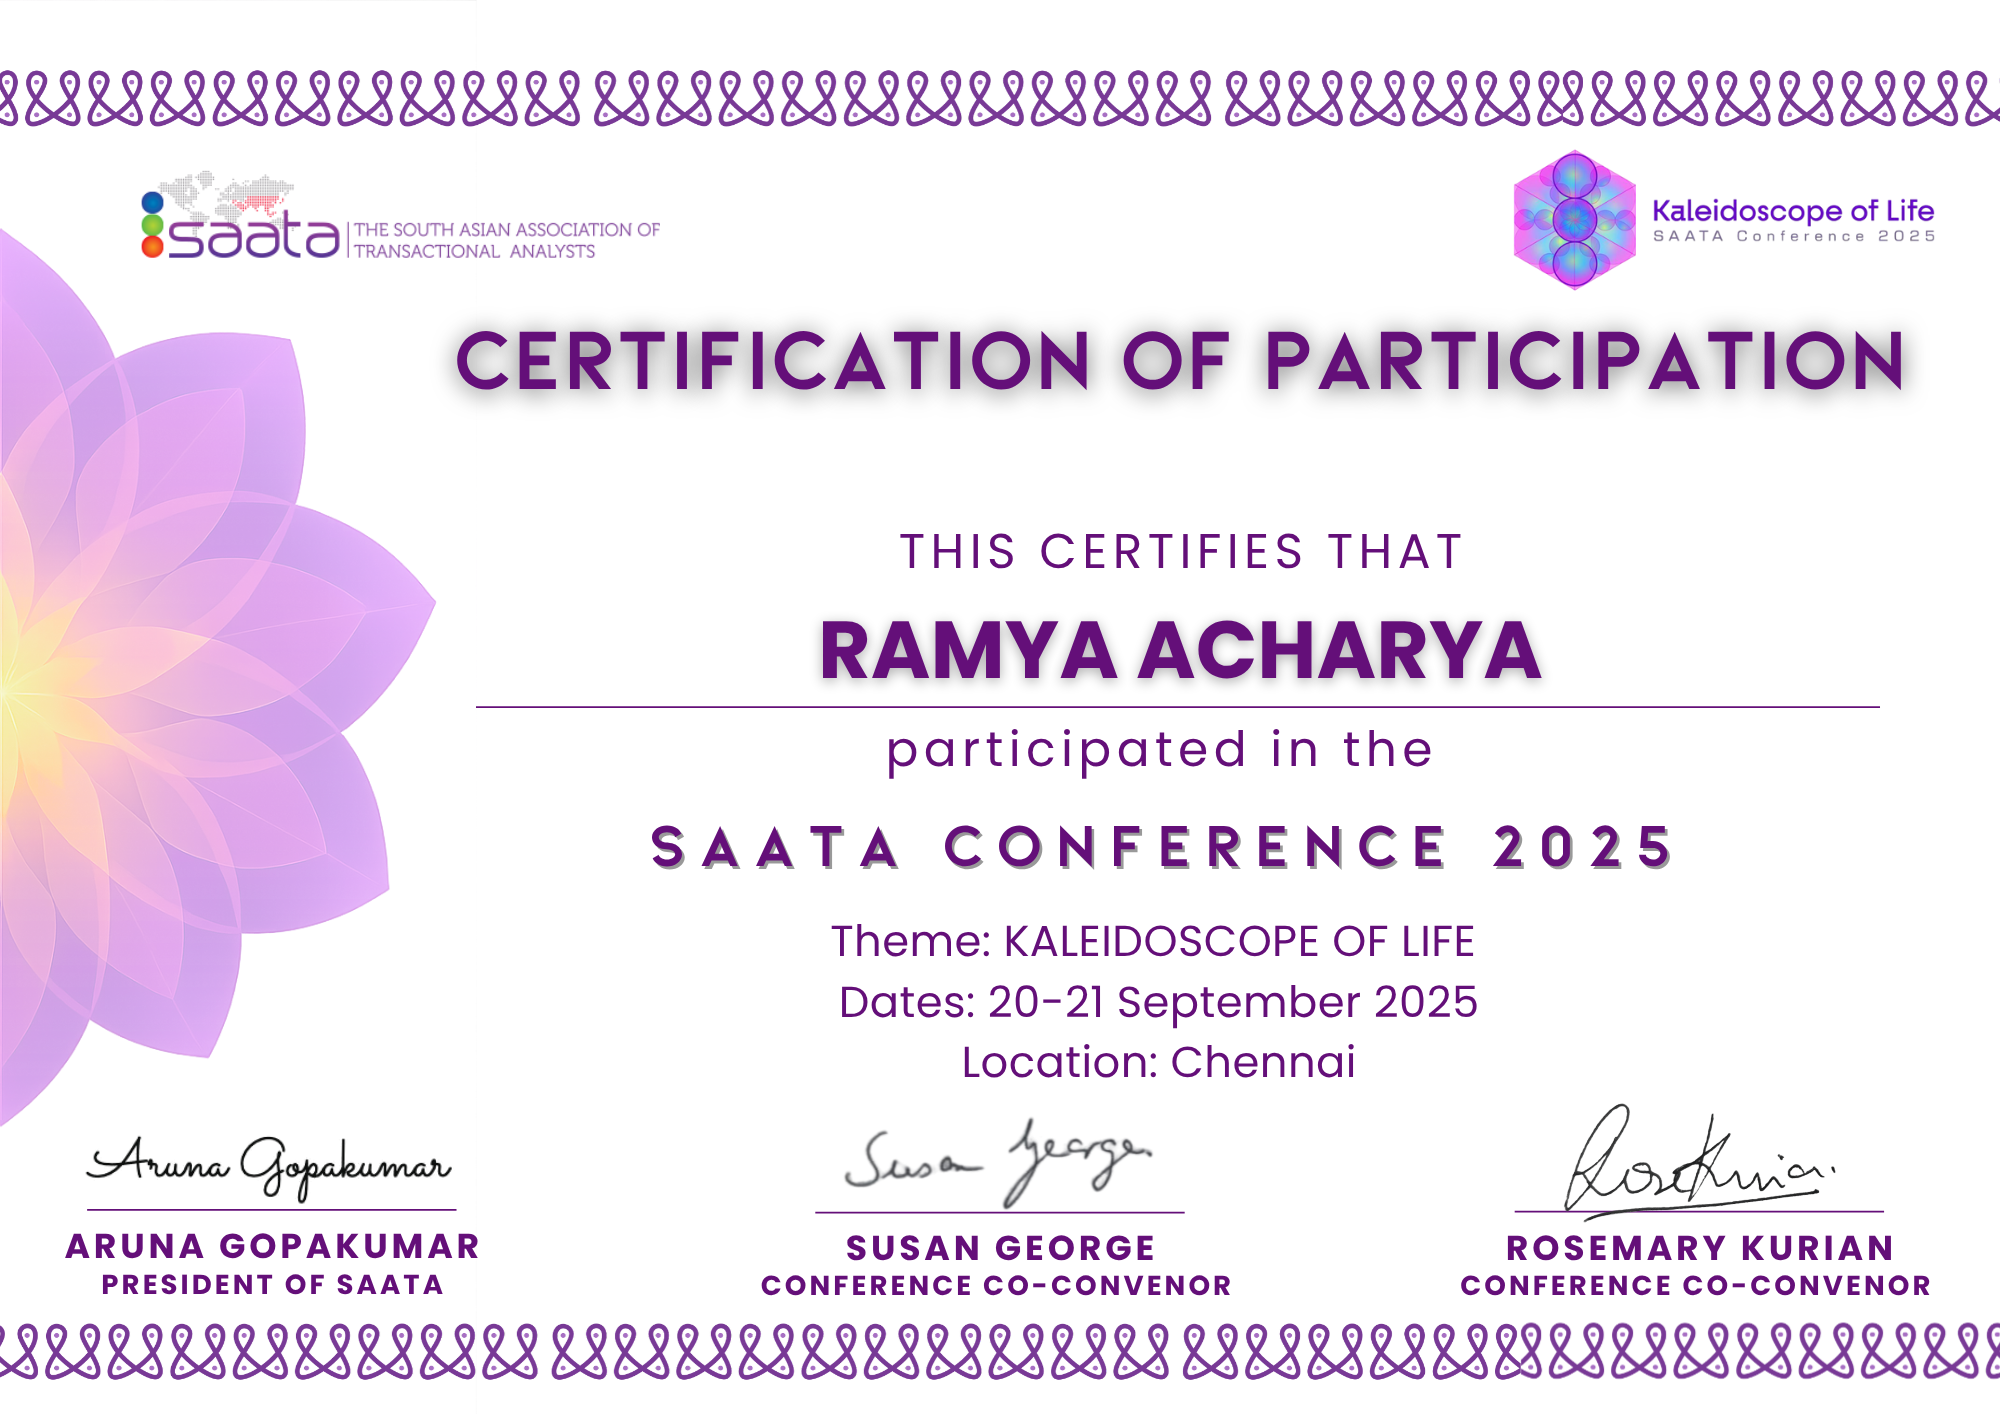 saata
THE SOUTH ASIAN ASSOCIATION OF
TRANSACTIONAL ANALYSTS
Kaleidoscope of Life
SAATA Conference 2025
CERTIFICATION OF PARTICIPATION
THIS CERTIFIES THAT
RAMYA ACHARYA
participated in the
SAATA CONFERENCE 2025
Theme: KALEIDOSCOPE OF LIFE
Dates: 20-21 September 2025
Location: Chennai
Aruna Gopakumar
Susan George
RoseKurian
ARUNA GOPAKUMAR
PRESIDENT OF SAATA
SUSAN GEORGE
CONFERENCE CO-CONVENOR
ROSEMARY KURIAN
CONFERENCE CO-CONVENOR